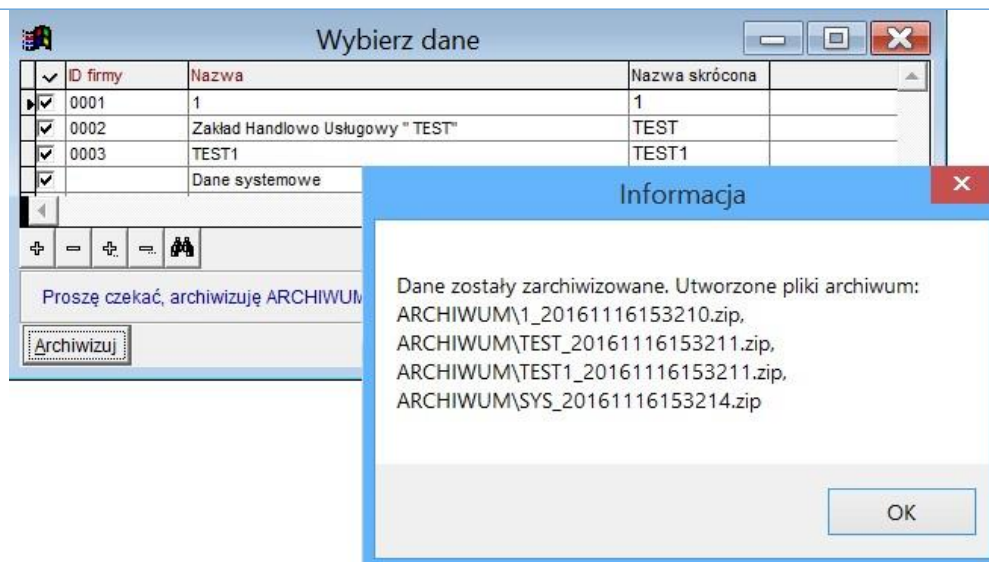 Wybierz dane
ID firmy Nazwa Nazwa skrócona
0001 1 1
0002 Zakład Handlowo Usługowy " TEST" TEST
0003 TEST1 TEST1
Dane systemowe
Proszę czekać, archiwizuję ARCHIWUM
Archiwizuj
Informacja
Dane zostały zarchiwizowane. Utworzone pliki archiwum:
ARCHIWUM\1_20161116153210.zip,
ARCHIWUM\TEST_20161116153211.zip,
ARCHIWUM\TEST1_20161116153211.zip,
ARCHIWUM\SYS_20161116153214.zip
OK